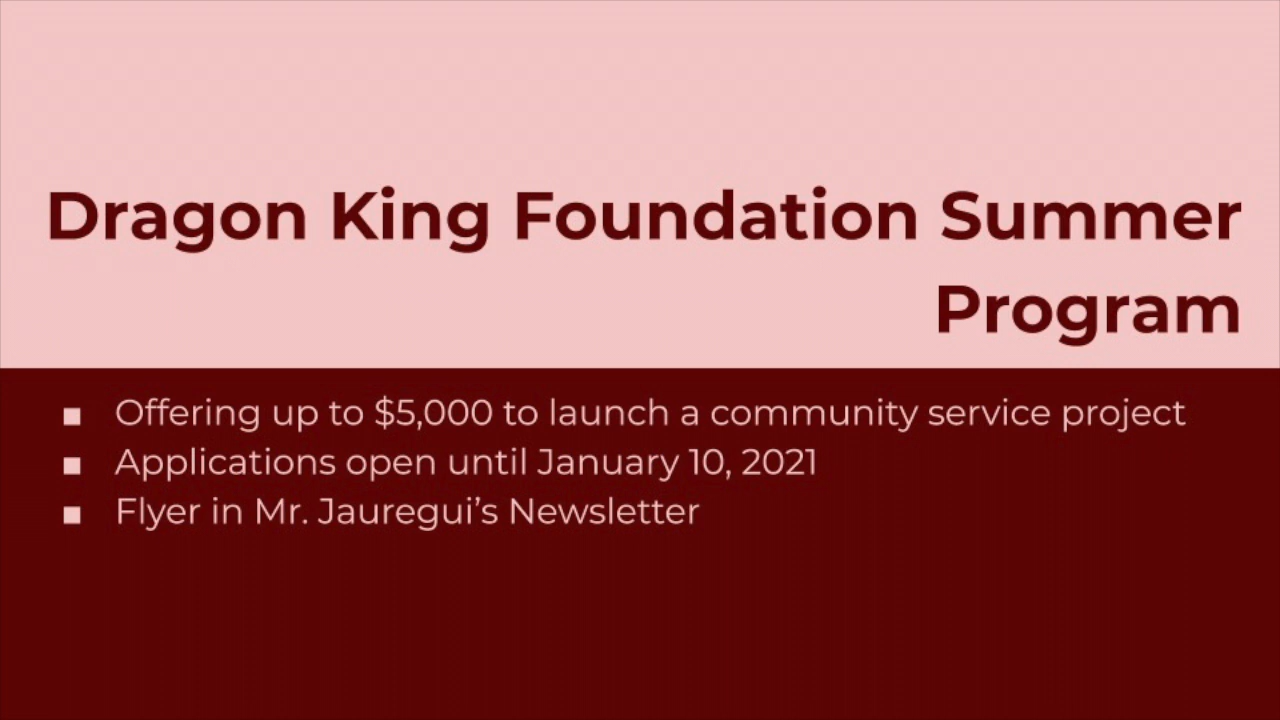 Dragon King Foundation Summer
Program
▪ Offering up to $5,000 to launch a community service project
▪ Applications open until January 10, 2021
▪ Flyer in Mr. Jauregui’s Newsletter